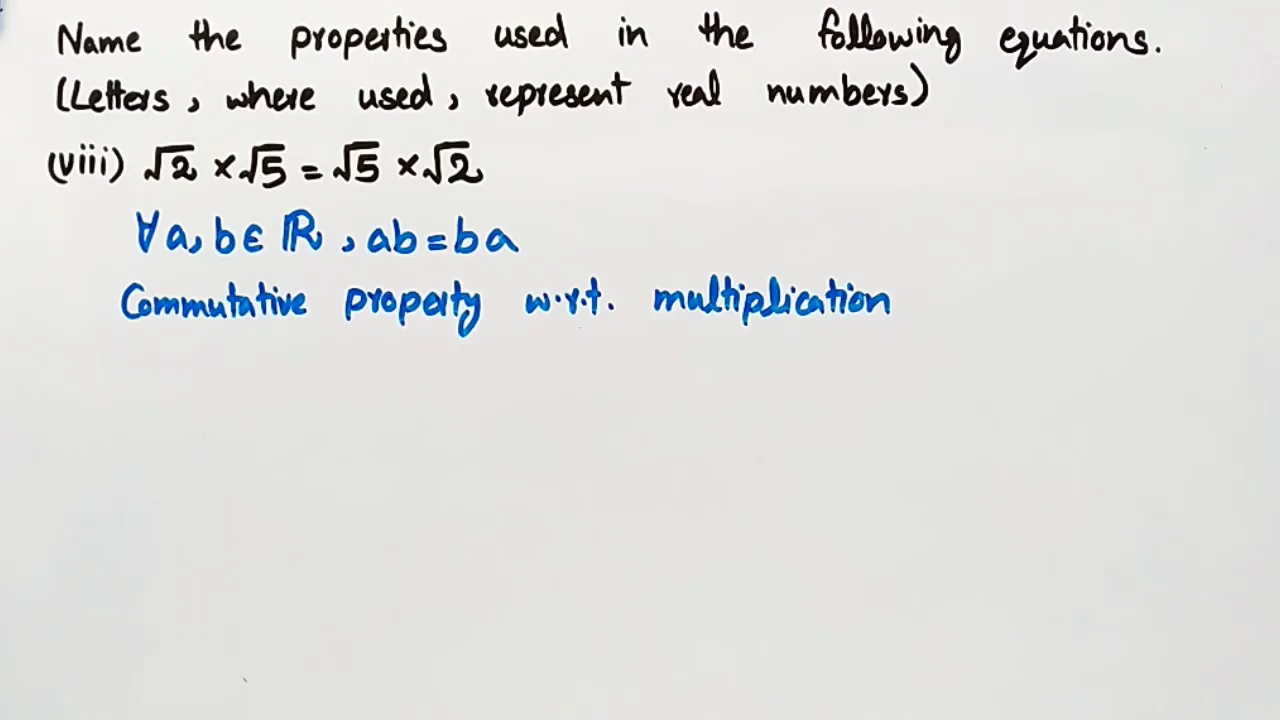 Name the properties used in the following equations.
(Letters, where used, represent real numbers)
(viii) √2 × √5 = √5 × √2
∀ a, b ∈ ℝ, ab = ba
Commutative property w.r.t. multiplication